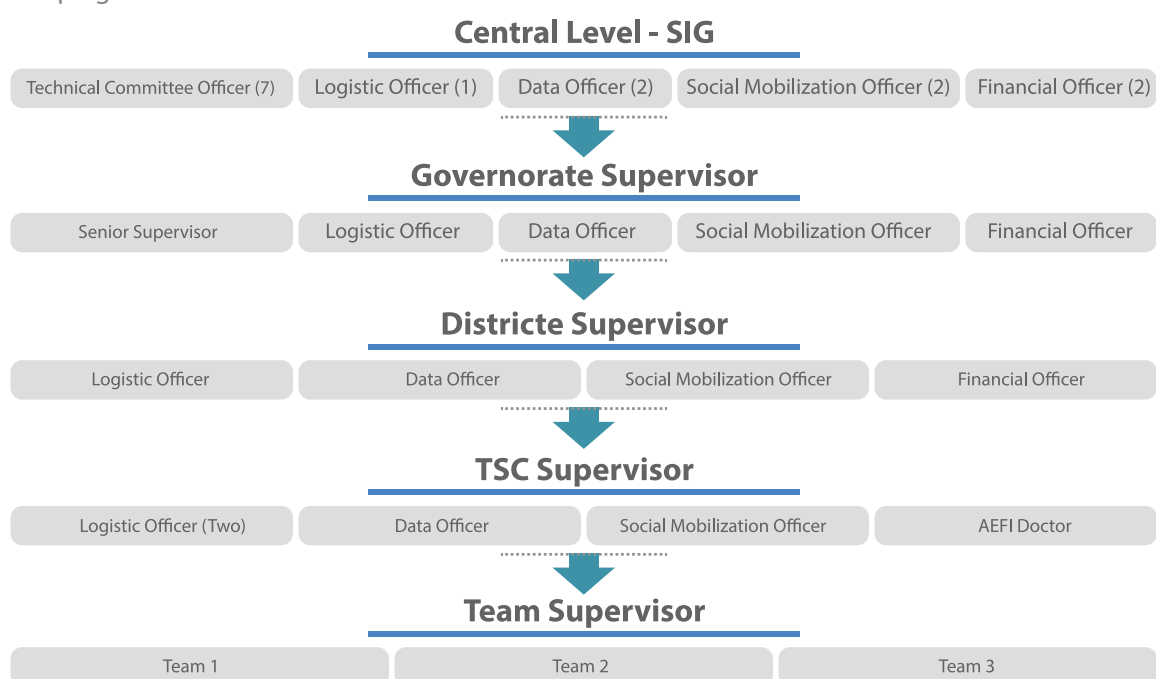 Central Level - SIG
Technical Committee Officer (7)
Logistic Officer (1)
Data Officer (2)
Social Mobilization Officer (2)
Financial Officer (2)
Governorate Supervisor
Senior Supervisor
Logistic Officer
Data Officer
Social Mobilization Officer
Financial Officer
Districte Supervisor
Logistic Officer
Data Officer
Social Mobilization Officer
Financial Officer
TSC Supervisor
Logistic Officer (Two)
Data Officer
Social Mobilization Officer
AEFI Doctor
Team Supervisor
Team 1
Team 2
Team 3